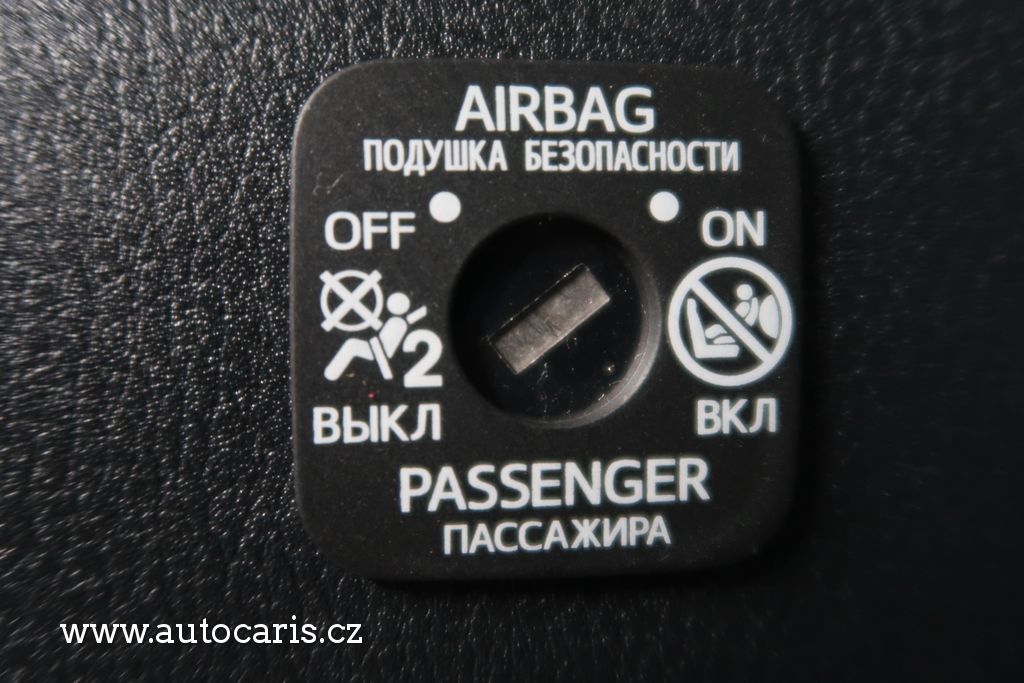 AIRBAG
ПОДУШКА БЕЗОПАСНОСТИ
OFF
ON
2
ВЫКЛ
ВКЛ
PASSENGER
ПАССАЖИРА
www.autocaris.cz